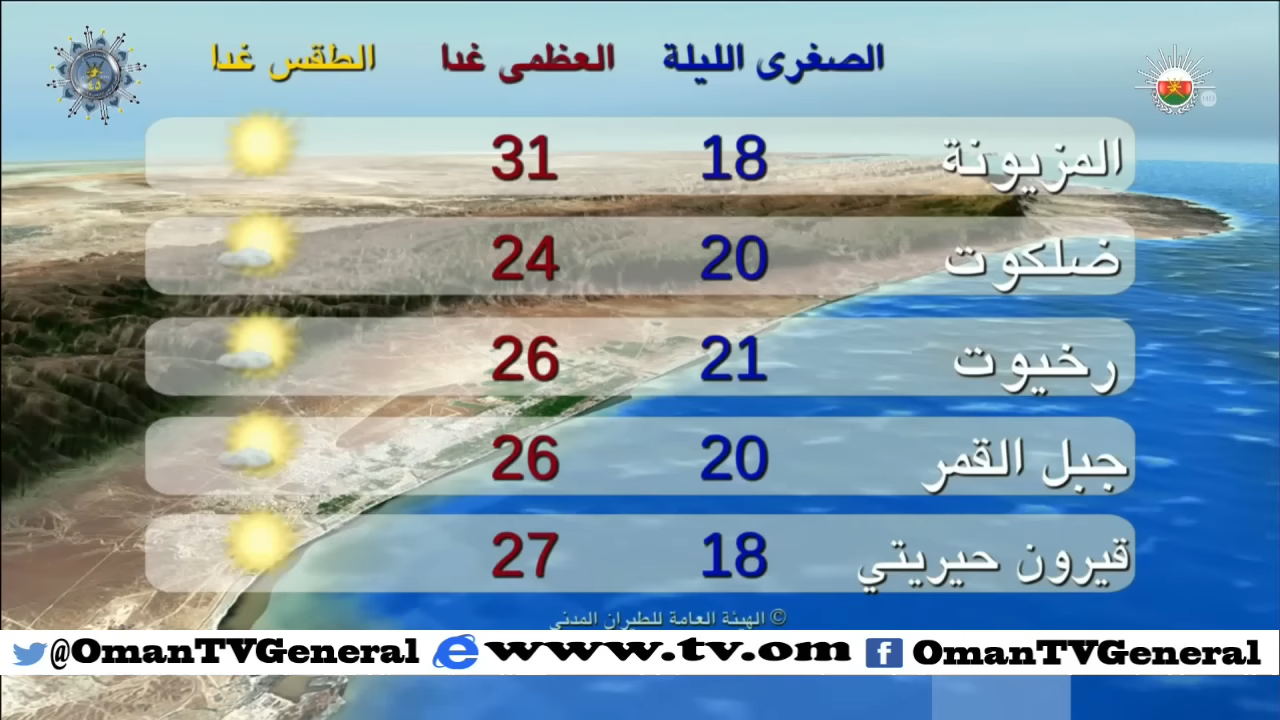 الصغرى الليلة العظمى غدا الطقس غدا
المزيونة 18 31
ضلكوت 20 24
رخيوت 21 26
جبل القمر 20 26
قيرون حيريتي 18 27
© الهيئة العامة للطيران المدني
@OmanTVGeneral www.tv.om OmanTVGeneral